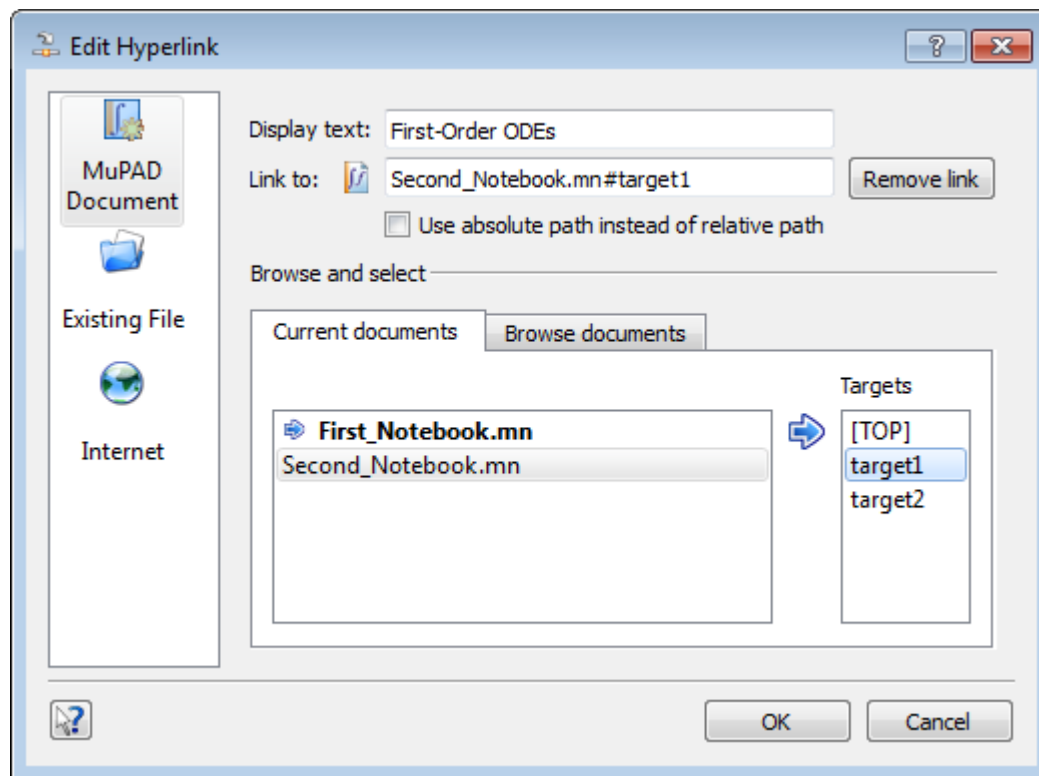 Edit Hyperlink
MuPAD
Document
Existing File
Internet
Display text: First-Order ODEs
Link to: Second_Notebook.mn#target1 Remove link
Use absolute path instead of relative path
Browse and select
Current documents Browse documents
Targets
First_Notebook.mn
Second_Notebook.mn
[TOP]
target1
target2
OK Cancel